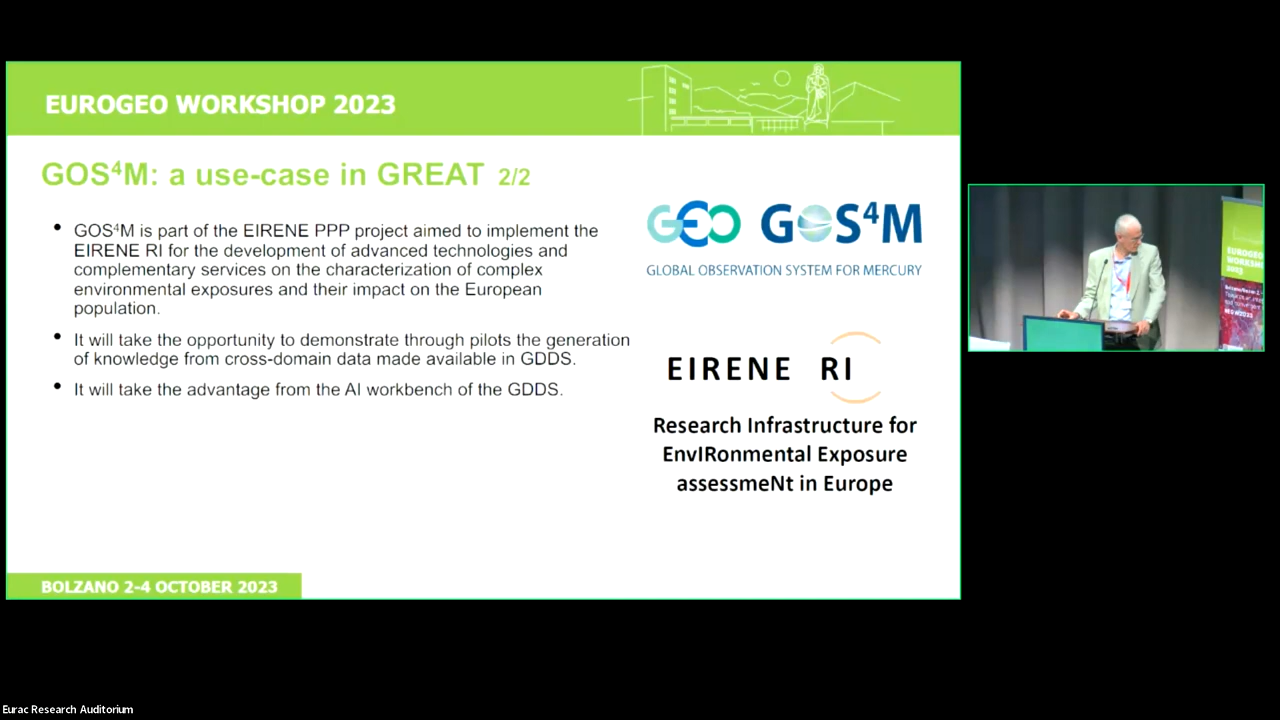 EUROGEO WORKSHOP 2023
GOS⁴M: a use-case in GREAT 2/2
• GOS⁴M is part of the EIRENE PPP project aimed to implement the
EIRENE RI for the development of advanced technologies and
complementary services on the characterization of complex
environmental exposures and their impact on the European
population.
• It will take the opportunity to demonstrate through pilots the generation
of knowledge from cross-domain data made available in GDDS.
• It will take the advantage from the AI workbench of the GDDS.
GEO GOS⁴M
GLOBAL OBSERVATION SYSTEM FOR MERCURY
EIRENE RI
Research Infrastructure for
EnvIRonmental Exposure
assessmeNt in Europe
BOLZANO 2-4 OCTOBER 2023
Eurac Research Auditorium